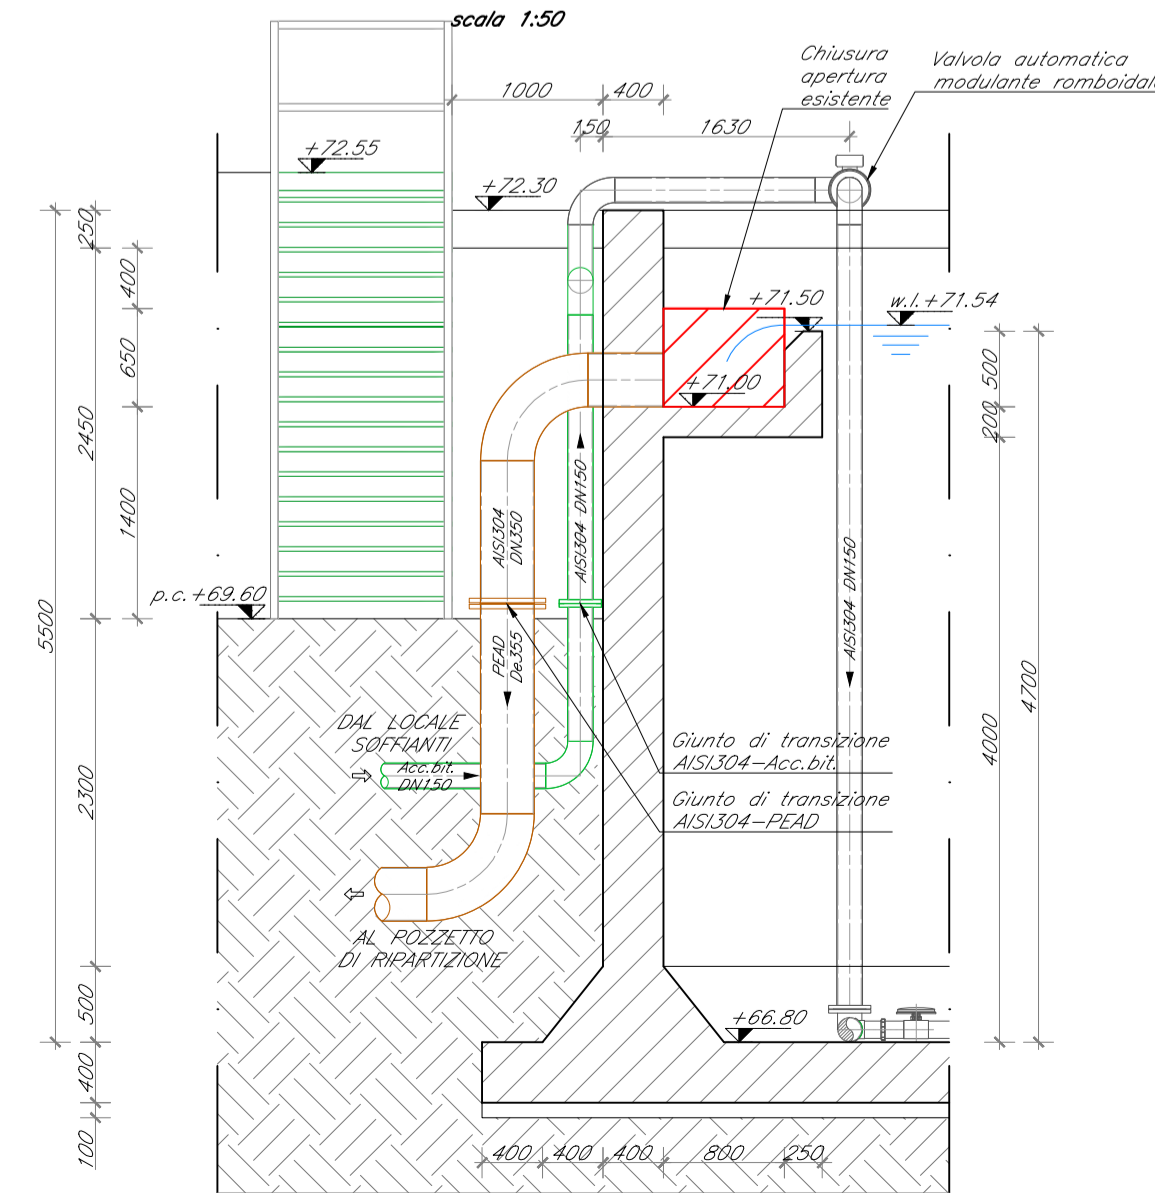 scala 1:50
Chiusura
apertura
esistente
Valvola automatica
modulante romboidale
1000
400
150
1630
+72.55
+72.30
+71.50
w.l.+71.54
+71.00
250
400
650
2450
1400
5500
500
200
p.c.+69.60
AISI304
DN350
AISI304 DN150
AISI304 DN150
PEAD
De355
4700
4000
DAL LOCALE
SOFFIANTI
Acc.bit.
DN150
Giunto di transizione
AISI304-Acc.bit.
Giunto di transizione
AISI304-PEAD
2300
AL POZZETTO
DI RIPARTIZIONE
500
+66.80
400
100
400
400
400
800
250